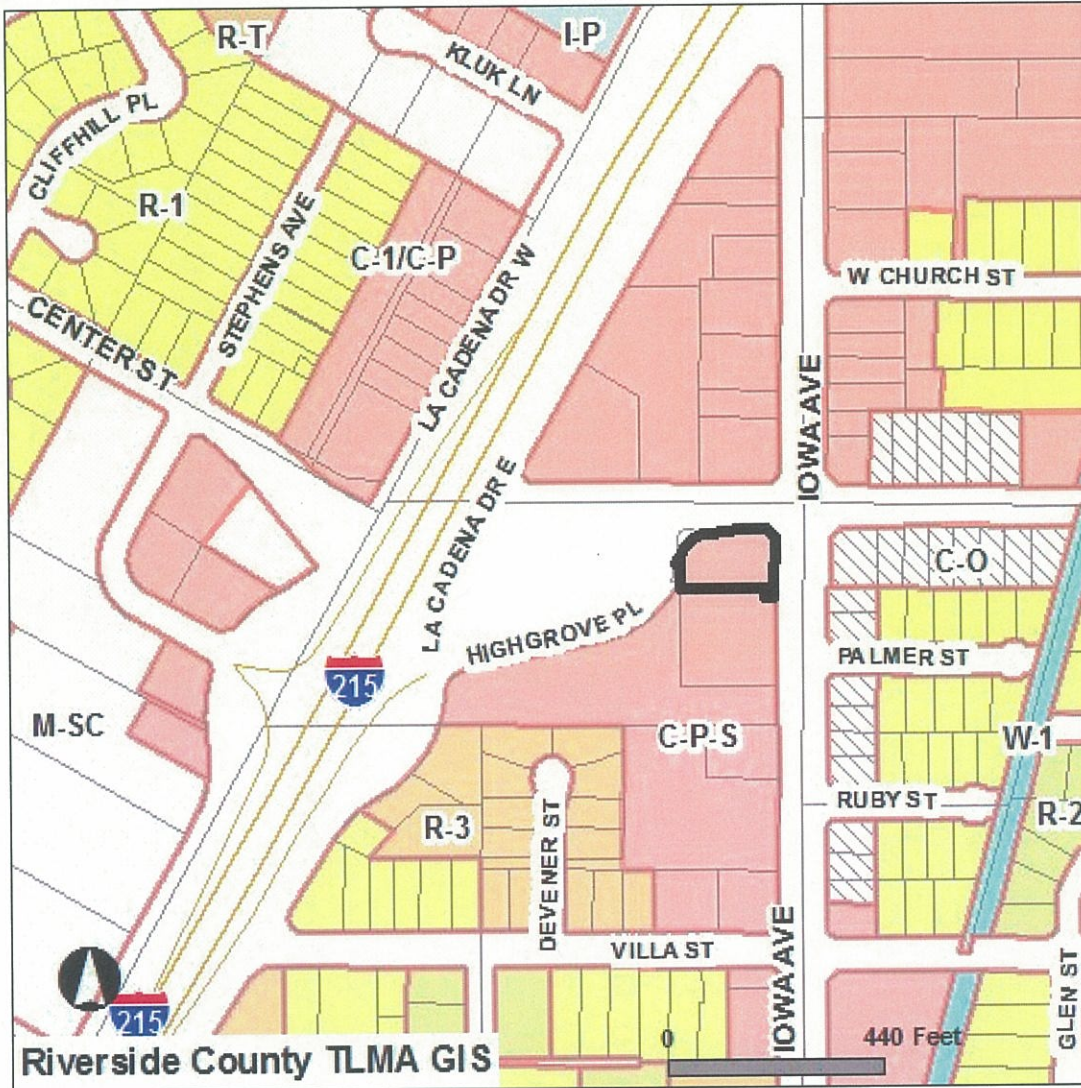 R-T
I-P
KLUK LN
CLIFFHILL PL
R-1
STEPHENS AVE
C-1/C-P
LA CADENA DR W
W CHURCH ST
CENTER ST
IOWA AVE
LA CADENA DR E
C-O
HIGHGROVE PL
PALMER ST
215
M-SC
C-P-S
W-1
RUBY ST
R-2
R-3
DEVENER ST
VILLA ST
IOWA AVE
GLEN ST
215
0 440 Feet
Riverside County TLMA GIS